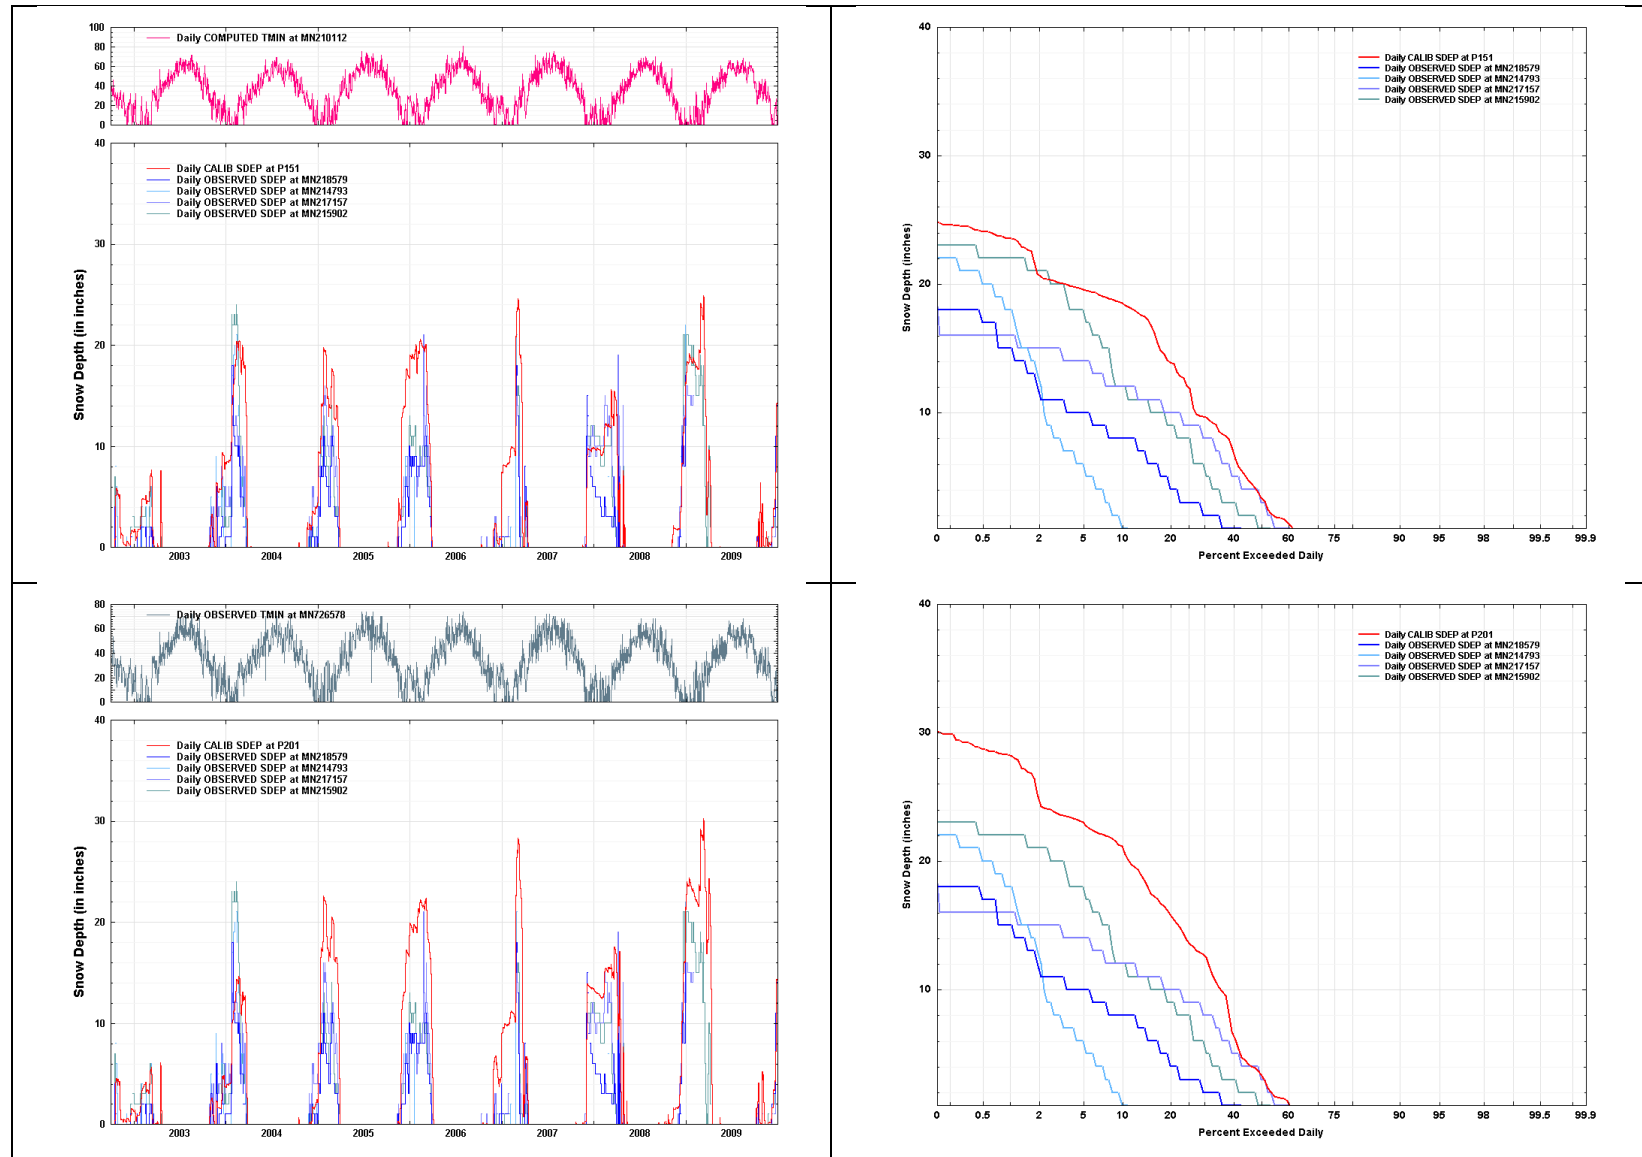 100
80
60
40
20
0
Daily COMPUTED TMIN at MN210112
40
30
20
10
0
Snow Depth (in inches)
Daily CALIB SDEP at P151
Daily OBSERVED SDEP at MN218579
Daily OBSERVED SDEP at MN214793
Daily OBSERVED SDEP at MN217157
Daily OBSERVED SDEP at MN215902
2003 2004 2005 2006 2007 2008 2009
40
30
20
10
Snow Depth (inches)
Daily CALIB SDEP at P151
Daily OBSERVED SDEP at MN218579
Daily OBSERVED SDEP at MN214793
Daily OBSERVED SDEP at MN217157
Daily OBSERVED SDEP at MN215902
0 0.5 2 5 10 20 40 60 75 90 95 98 99.5 99.9
Percent Exceeded Daily
80
60
40
20
0
Daily OBSERVED TMIN at MN726578
40
30
20
10
0
Snow Depth (in inches)
Daily CALIB SDEP at P201
Daily OBSERVED SDEP at MN218579
Daily OBSERVED SDEP at MN214793
Daily OBSERVED SDEP at MN217157
Daily OBSERVED SDEP at MN215902
2003 2004 2005 2006 2007 2008 2009
40
30
20
10
Snow Depth (inches)
Daily CALIB SDEP at P201
Daily OBSERVED SDEP at MN218579
Daily OBSERVED SDEP at MN214793
Daily OBSERVED SDEP at MN217157
Daily OBSERVED SDEP at MN215902
0 0.5 2 5 10 20 40 60 75 90 95 98 99.5 99.9
Percent Exceeded Daily